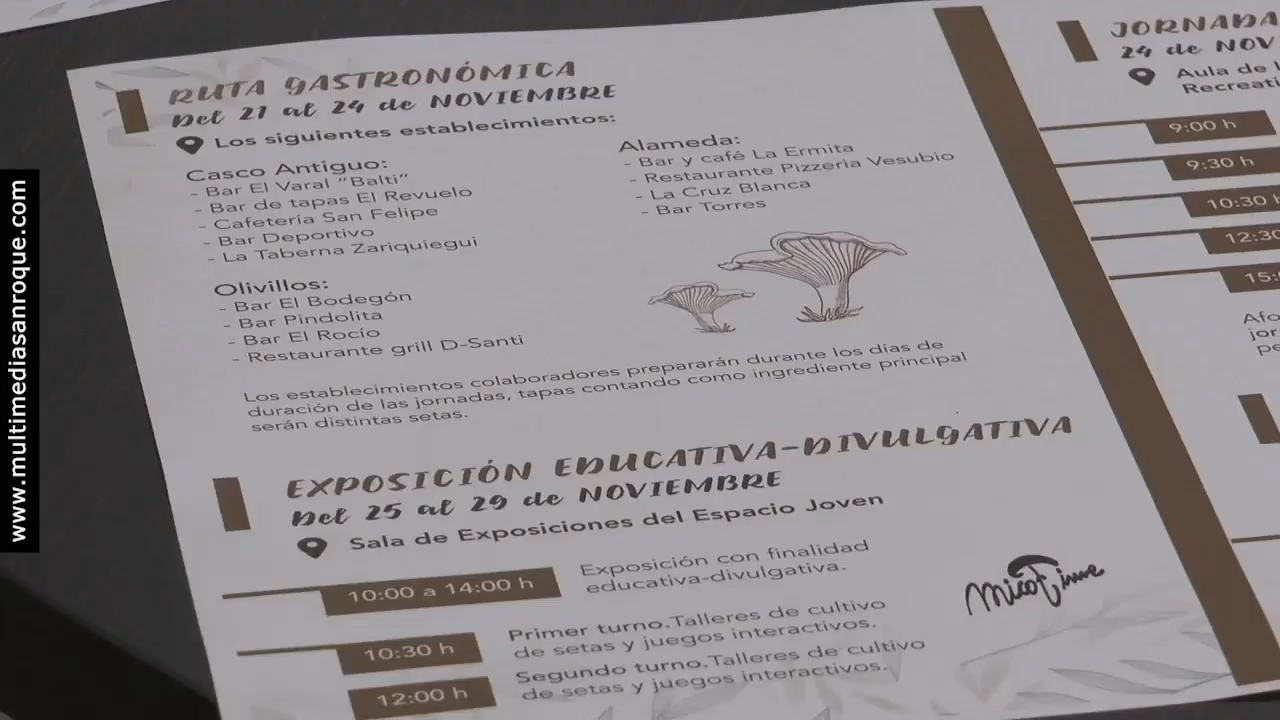 www.multimediasanroque.com
RUTA GASTRONÓMICA
Del 21 al 24 de NOVIEMBRE
Los siguientes establecimientos:
Casco Antiguo:
- Bar El Varal "Balti"
- Bar de tapas El Revuelo
- Cafetería San Felipe
- Bar Deportivo
- La Taberna Zariquiegui
Olivillos:
- Bar El Bodegón
- Bar Pindolita
- Bar El Rocío
- Restaurante grill D-Santi
Alameda:
- Bar y café La Ermita
- Restaurante Pizzeria Vesubio
- La Cruz Blanca
- Bar Torres
Los establecimientos colaboradores prepararán durante los días de
duración de las jornadas, tapas contando como ingrediente principal
serán distintas setas.
EXPOSICIÓN EDUCATIVA-DIVULGATIVA
Del 25 al 29 de NOVIEMBRE
Sala de Exposiciones del Espacio Joven
10:00 a 14:00 h
Exposición con finalidad
educativa-divulgativa.
10:30 h
Primer turno.Talleres de cultivo
de setas y juegos interactivos.
12:00 h
Segundo turno.Talleres de cultivo
de setas y juegos interactivos.
JORNADA
24 de NOV
Aula de
Recreati
9:00 h
9:30 h
10:30 h
12:30
15:
Afo
jor
pe